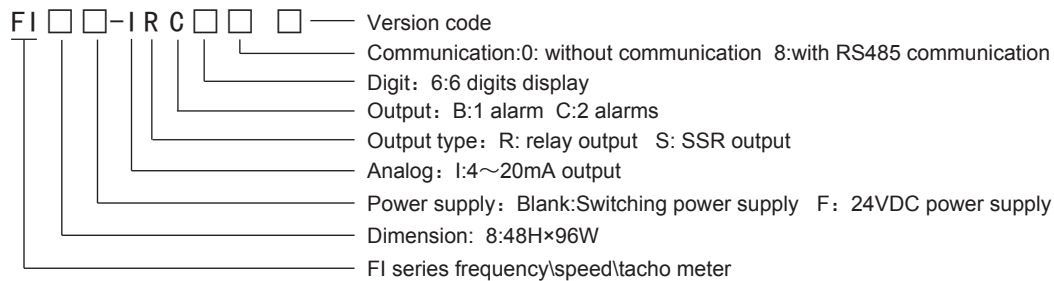 FI□□-IRC□□ □ Version code
Communication:0: without communication 8:with RS485 communication
Digit：6:6 digits display
Output：B:1 alarm C:2 alarms
Output type：R: relay output S: SSR output
Analog：I:4～20mA output
Power supply：Blank:Switching power supply F：24VDC power supply
Dimension: 8:48H×96W
FI series frequency\speed\tacho meter